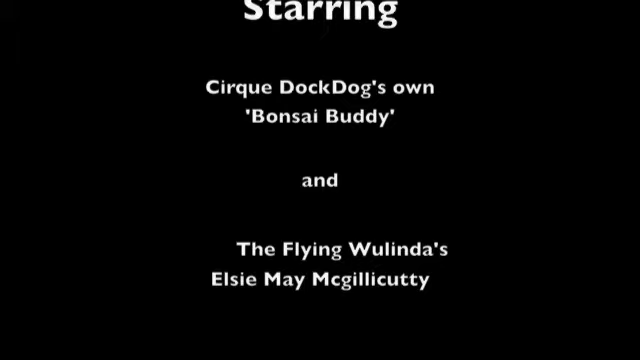 Starring
Cirque DockDog's own
'Bonsai Buddy'
and
The Flying Wulinda's
Elsie May Mcgillicutty